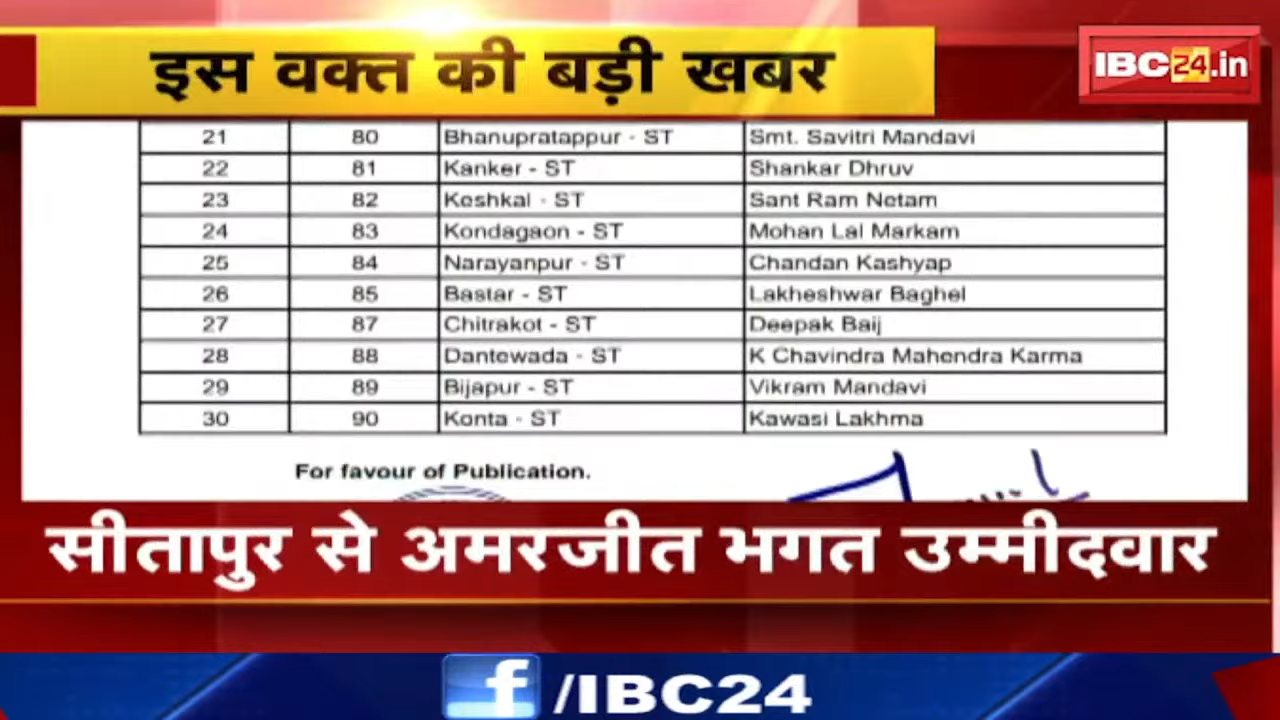 इस वक्त की बड़ी खबर
IBC24.in
21 80 Bhanupratappur - ST Smt. Savitri Mandavi
22 81 Kanker - ST Shankar Dhruv
23 82 Keshkal - ST Sant Ram Netam
24 83 Kondagaon - ST Mohan Lal Markam
25 84 Narayanpur - ST Chandan Kashyap
26 85 Bastar - ST Lakheshwar Baghel
27 87 Chitrakot - ST Deepak Baij
28 88 Dantewada - ST K Chavindra Mahendra Karma
29 89 Bijapur - ST Vikram Mandavi
30 90 Konta - ST Kawasi Lakhma
For favour of Publication.
सीतापुर से अमरजीत भगत उम्मीदवार
f /IBC24